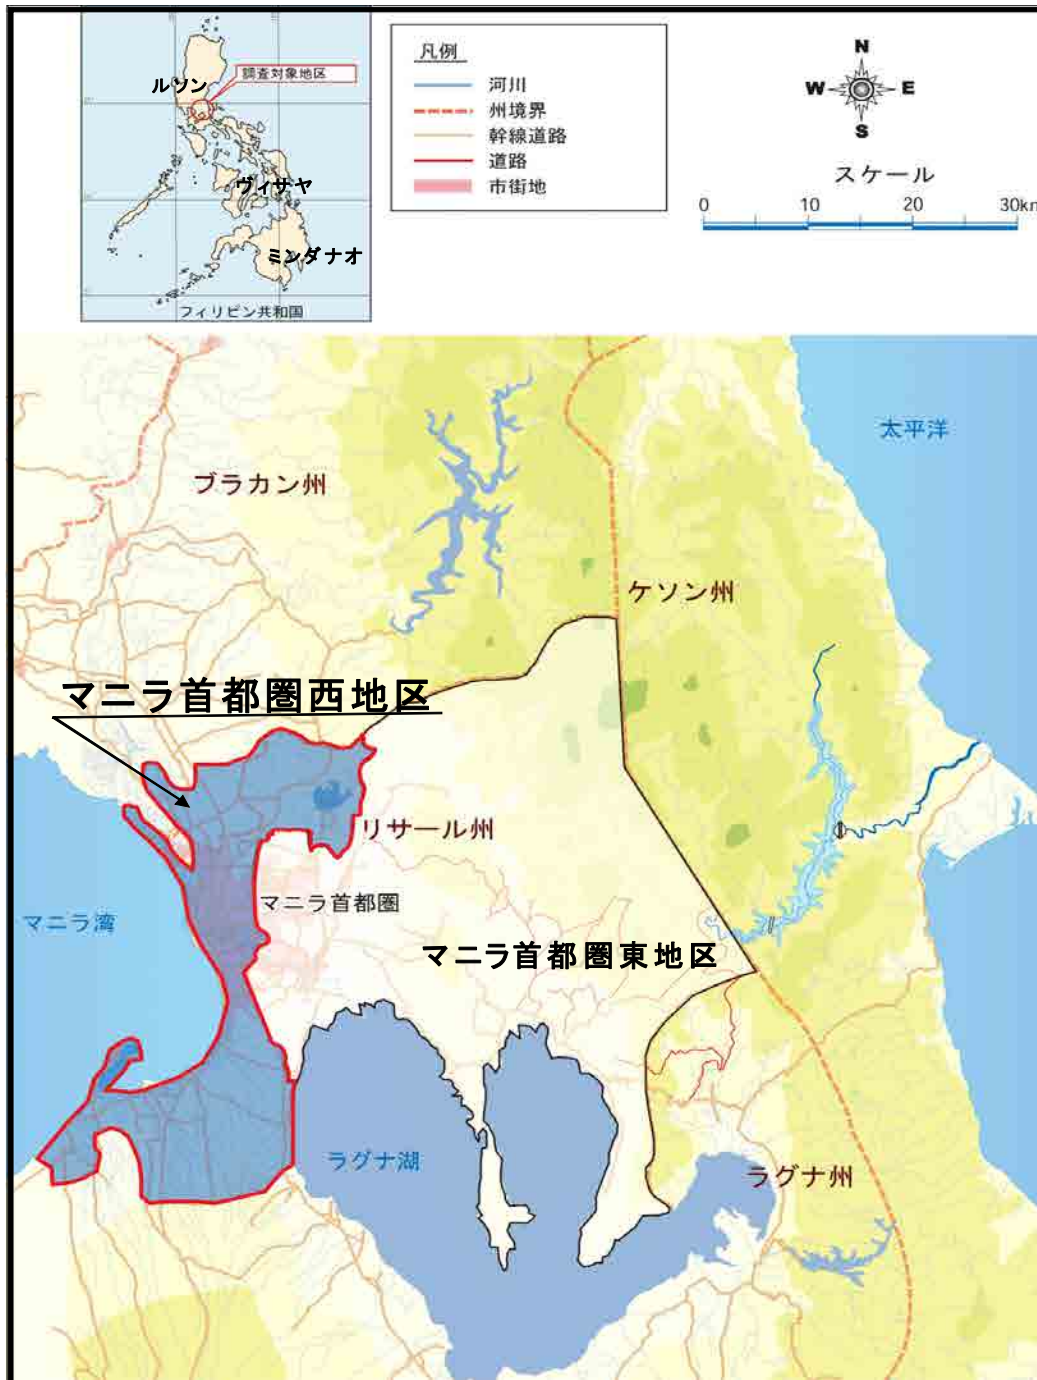 調査対象地区
ルソン
ヴィサヤ
ミンダナオ
フィリピン共和国
凡例
河川
州境界
幹線道路
道路
市街地
N
W
E
S
スケール
0
10
20
30km
太平洋
ブラカン州
ケソン州
マニラ首都圏西地区
リサール州
マニラ首都圏
マニラ湾
マニラ首都圏東地区
ラグナ湖
ラグナ州